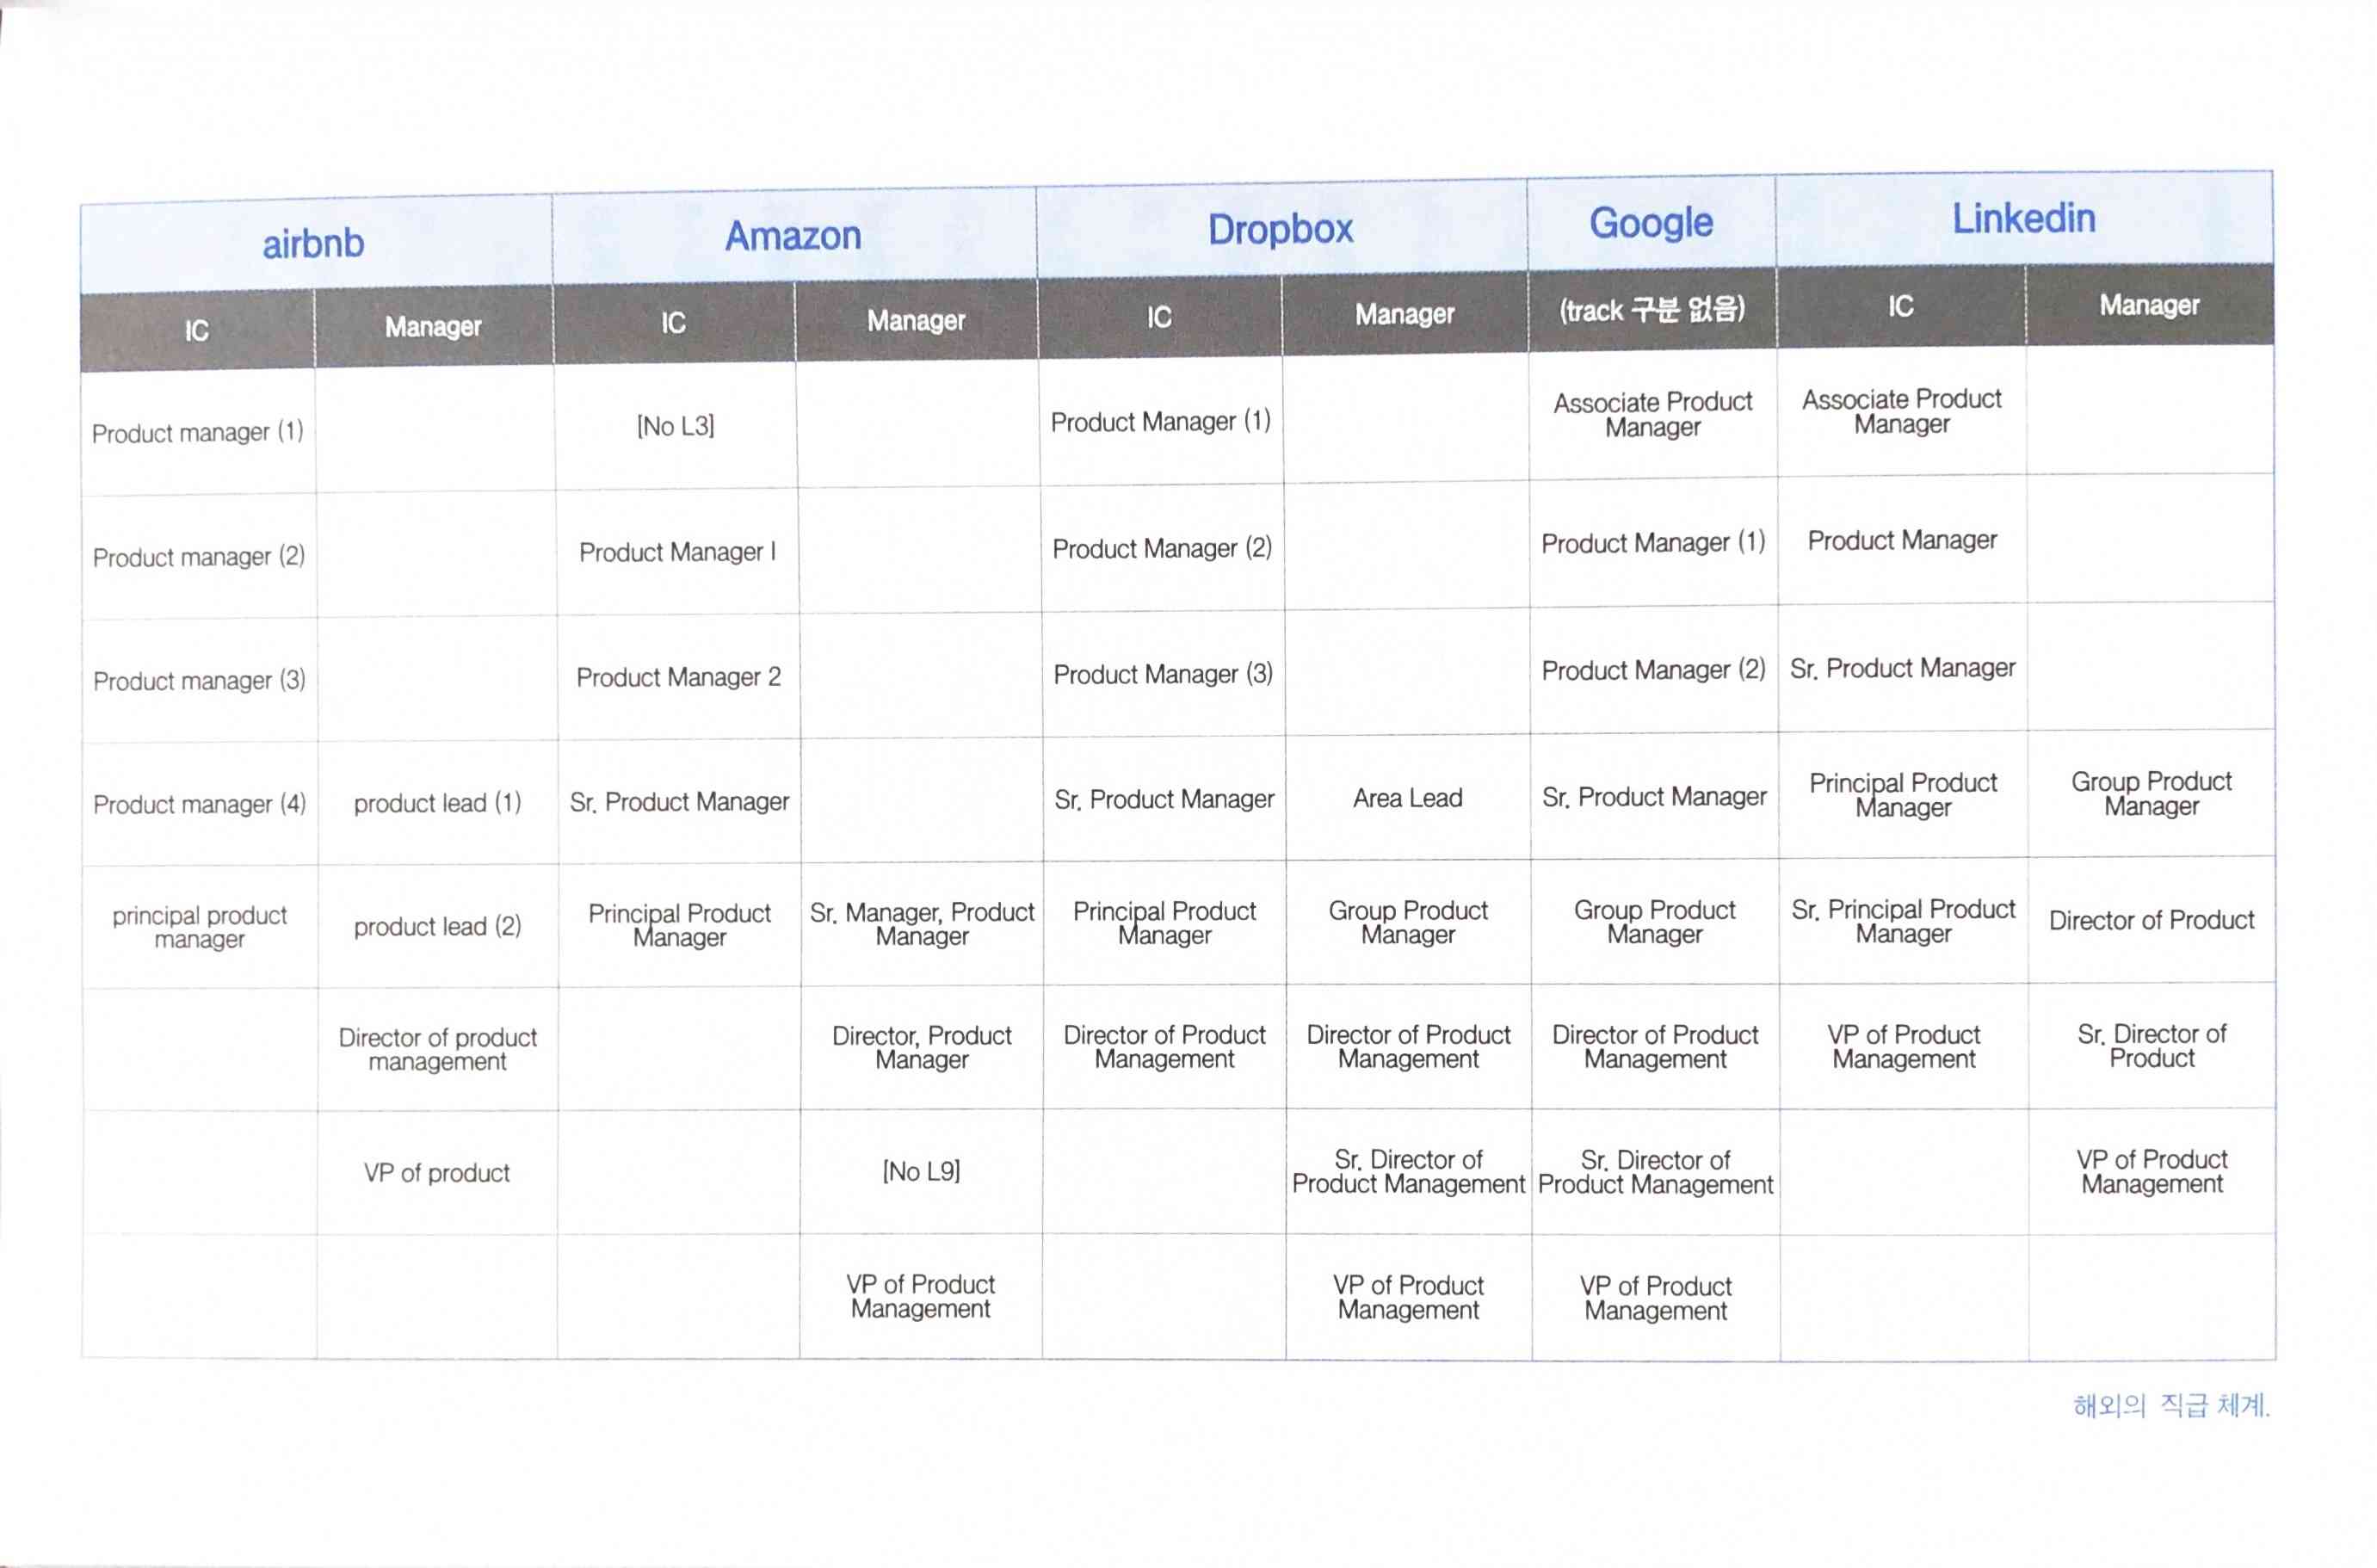 airbnb Amazon Dropbox Google Linkedin
IC Manager IC Manager IC Manager (track 구분 없음) IC Manager
Product manager (1) [No L3] Product Manager (1) Associate Product Manager Associate Product Manager
Product manager (2) Product Manager I Product Manager (2) Product Manager (1) Product Manager
Product manager (3) Product Manager 2 Product Manager (3) Product Manager (2) Sr. Product Manager
Product manager (4) product lead (1) Sr. Product Manager Sr. Product Manager Area Lead Sr. Product Manager Principal Product Manager Group Product Manager
principal product manager product lead (2) Principal Product Manager Sr. Manager, Product Manager Principal Product Manager Group Product Manager Group Product Manager Sr. Principal Product Manager Director of Product
Director of product management Director, Product Manager Director of Product Management Director of Product Management Director of Product Management VP of Product Management Sr. Director of Product
VP of product [No L9] Sr. Director of Product Management Sr. Director of Product Management VP of Product Management
VP of Product Management VP of Product Management VP of Product Management
해외의 직급 체계.